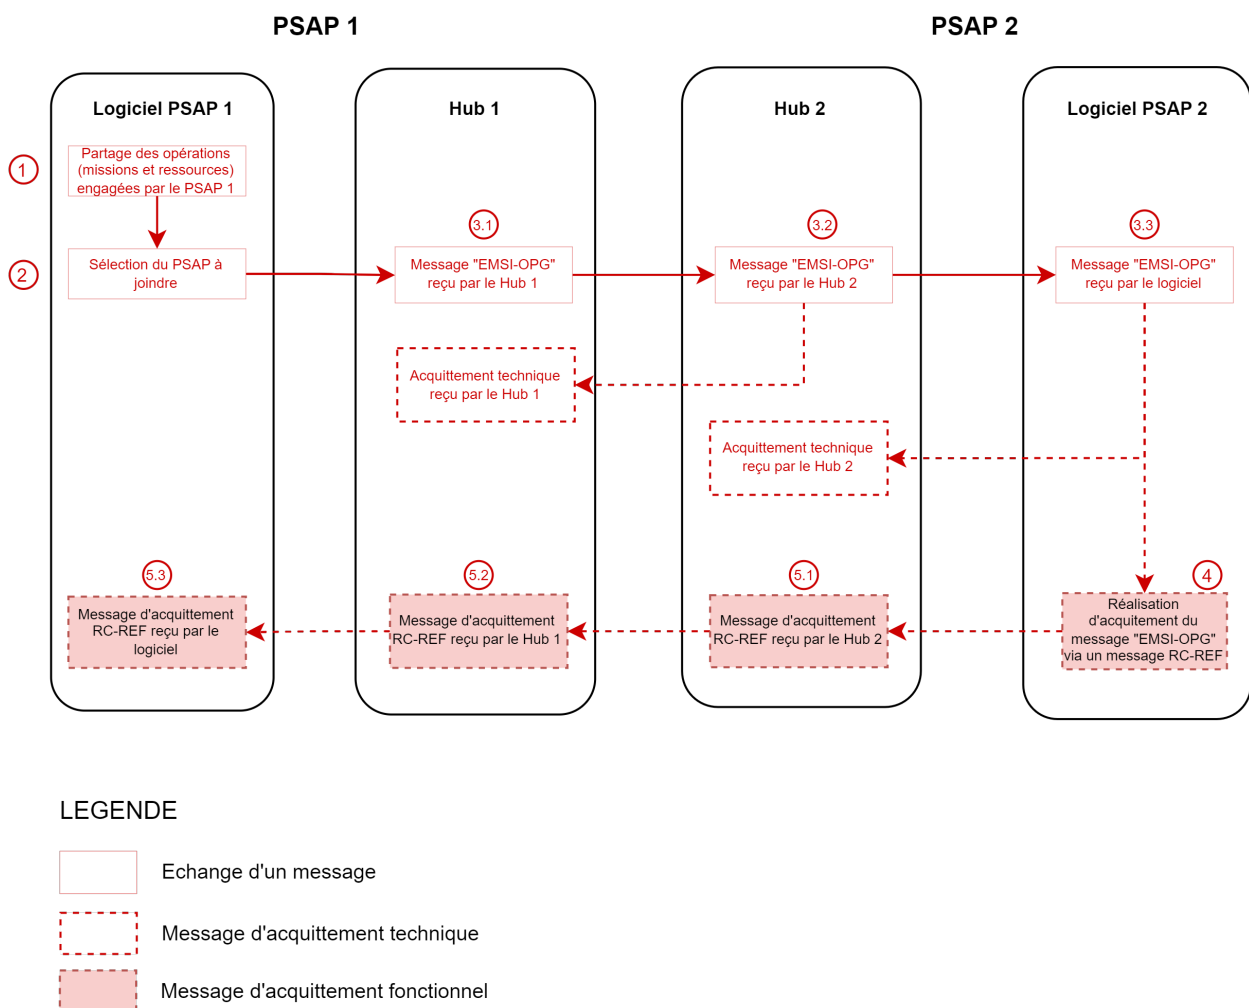 PSAP 1
PSAP 2
Logiciel PSAP 1
Hub 1
Hub 2
Logiciel PSAP 2
1
Partage des opérations
(missions et ressources)
engagées par le PSAP 1
3.1
3.2
3.3
2
Sélection du PSAP à
joindre
Message "EMSI-OPG"
reçu par le Hub 1
Message "EMSI-OPG"
reçu par le Hub 2
Message "EMSI-OPG"
reçu par le logiciel
Acquittement technique
reçu par le Hub 1
Acquittement technique
reçu par le Hub 2
5.3
5.2
5.1
4
Message d'acquittement
RC-REF reçu par le
logiciel
Message d'acquittement
RC-REF reçu par le Hub 1
Message d'acquittement
RC-REF reçu par le Hub 2
Réalisation
d'acquitement du
message "EMSI-OPG"
via un message RC-REF
LEGENDE
Echange d'un message
Message d'acquittement technique
Message d'acquittement fonctionnel